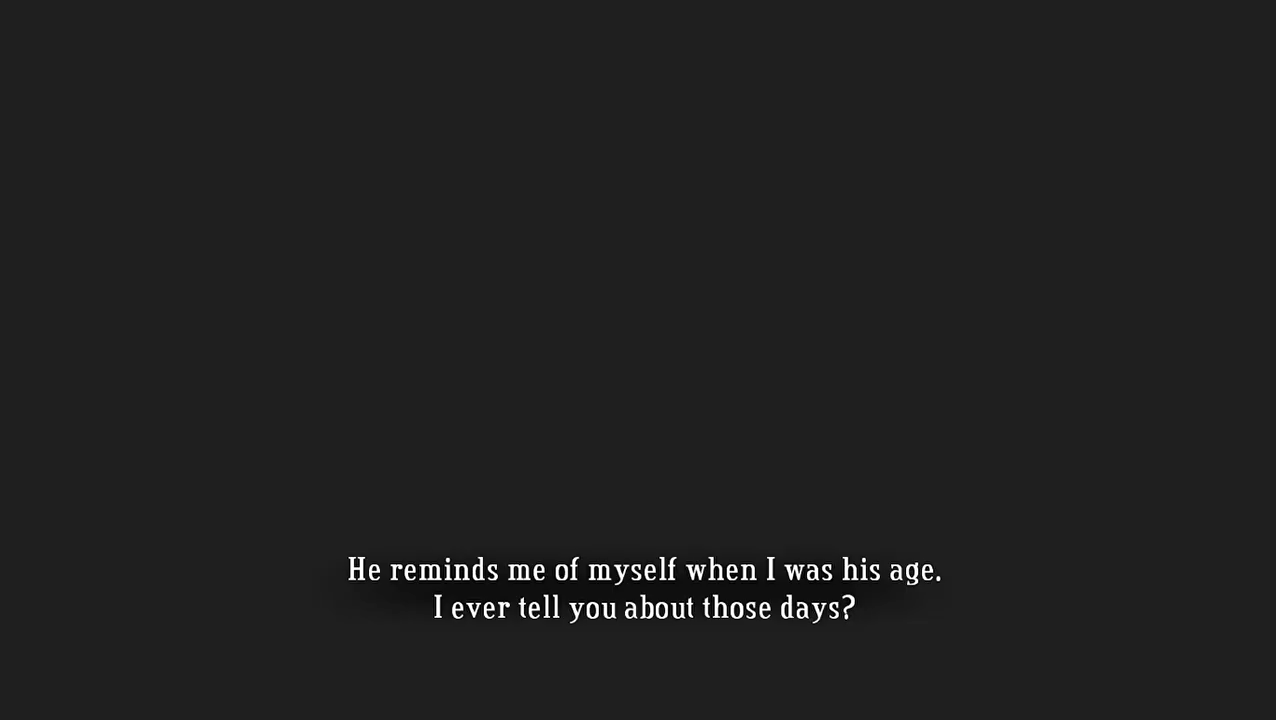 He reminds me of myself when I was his age.
I ever tell you about those days?